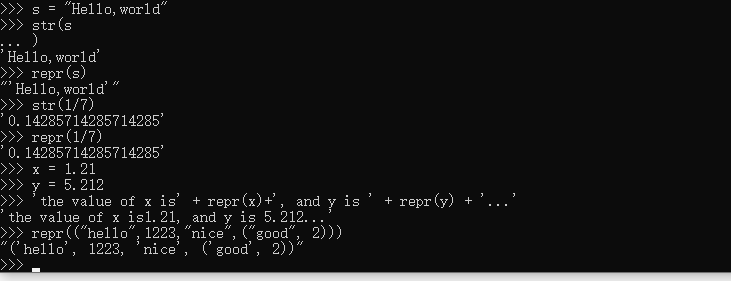 >>> s = "Hello,world"
>>> str(s
... )
'Hello,world'
>>> repr(s)
"'Hello,world'"
>>> str(1/7)
'0.14285714285714285'
>>> repr(1/7)
'0.14285714285714285'
>>> x = 1.21
>>> y = 5.212
>>> 'the value of x is' + repr(x)+', and y is ' + repr(y) + '...'
'the value of x is1.21, and y is 5.212...'
>>> repr(("hello",1223,"nice",("good", 2)))
"('hello', 1223, 'nice', ('good', 2))"
>>>